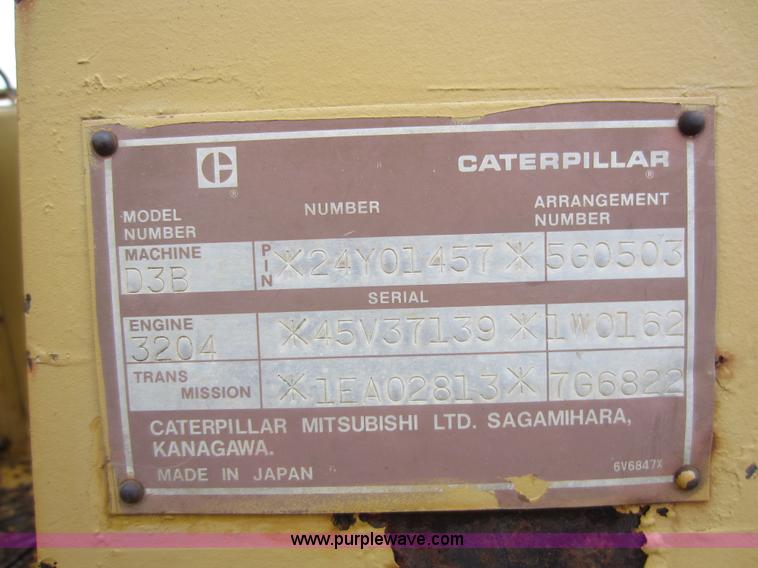 C
®
CATERPILLAR
®
MODEL NUMBER
NUMBER
ARRANGEMENT NUMBER
MACHINE
D3B
PIN
*24Y01457*
5G0503
SERIAL
ENGINE
3204
*45V37139*
1W0162
TRANS MISSION
*1EA02813*
7G6822
CATERPILLAR MITSUBISHI LTD. SAGAMIHARA,
KANAGAWA.
MADE IN JAPAN
6V6847X
www.purplewave.com